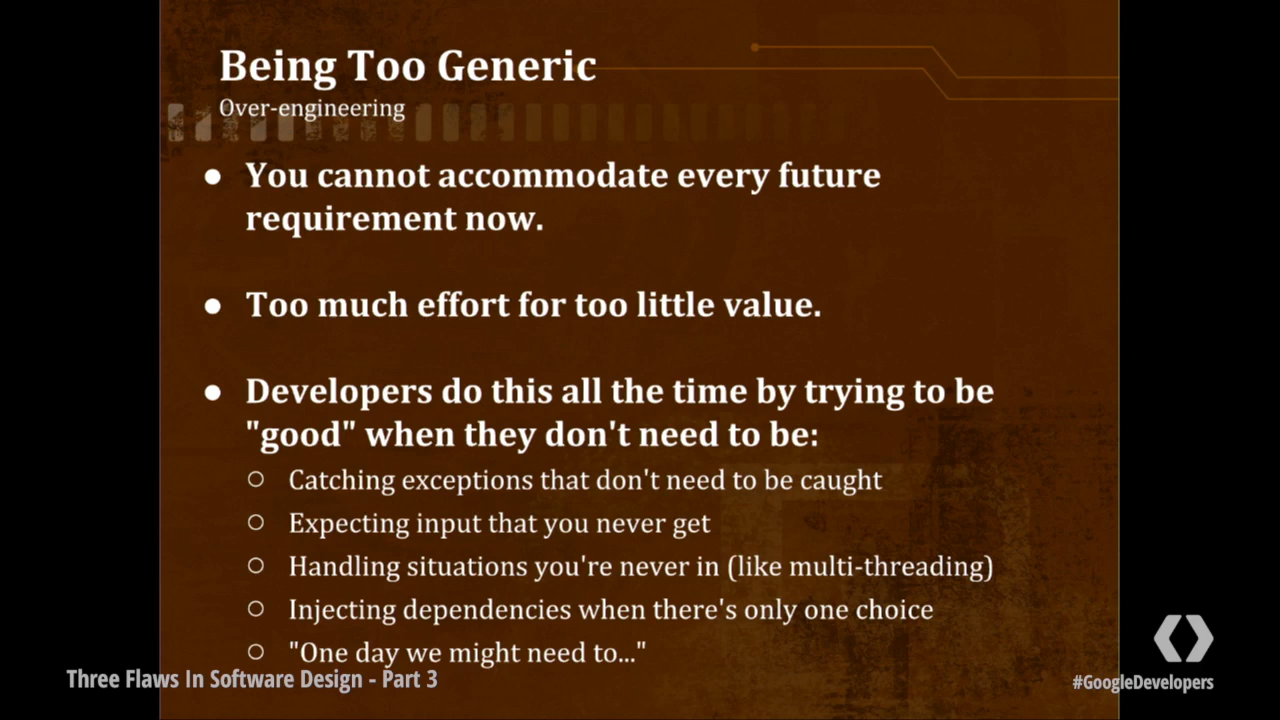 Being Too Generic
Over-engineering
● You cannot accommodate every future
requirement now.
● Too much effort for too little value.
● Developers do this all the time by trying to be
"good" when they don't need to be:
○ Catching exceptions that don't need to be caught
○ Expecting input that you never get
○ Handling situations you're never in (like multi-threading)
○ Injecting dependencies when there's only one choice
○ "One day we might need to..."
Three Flaws In Software Design - Part 3
#GoogleDevelopers